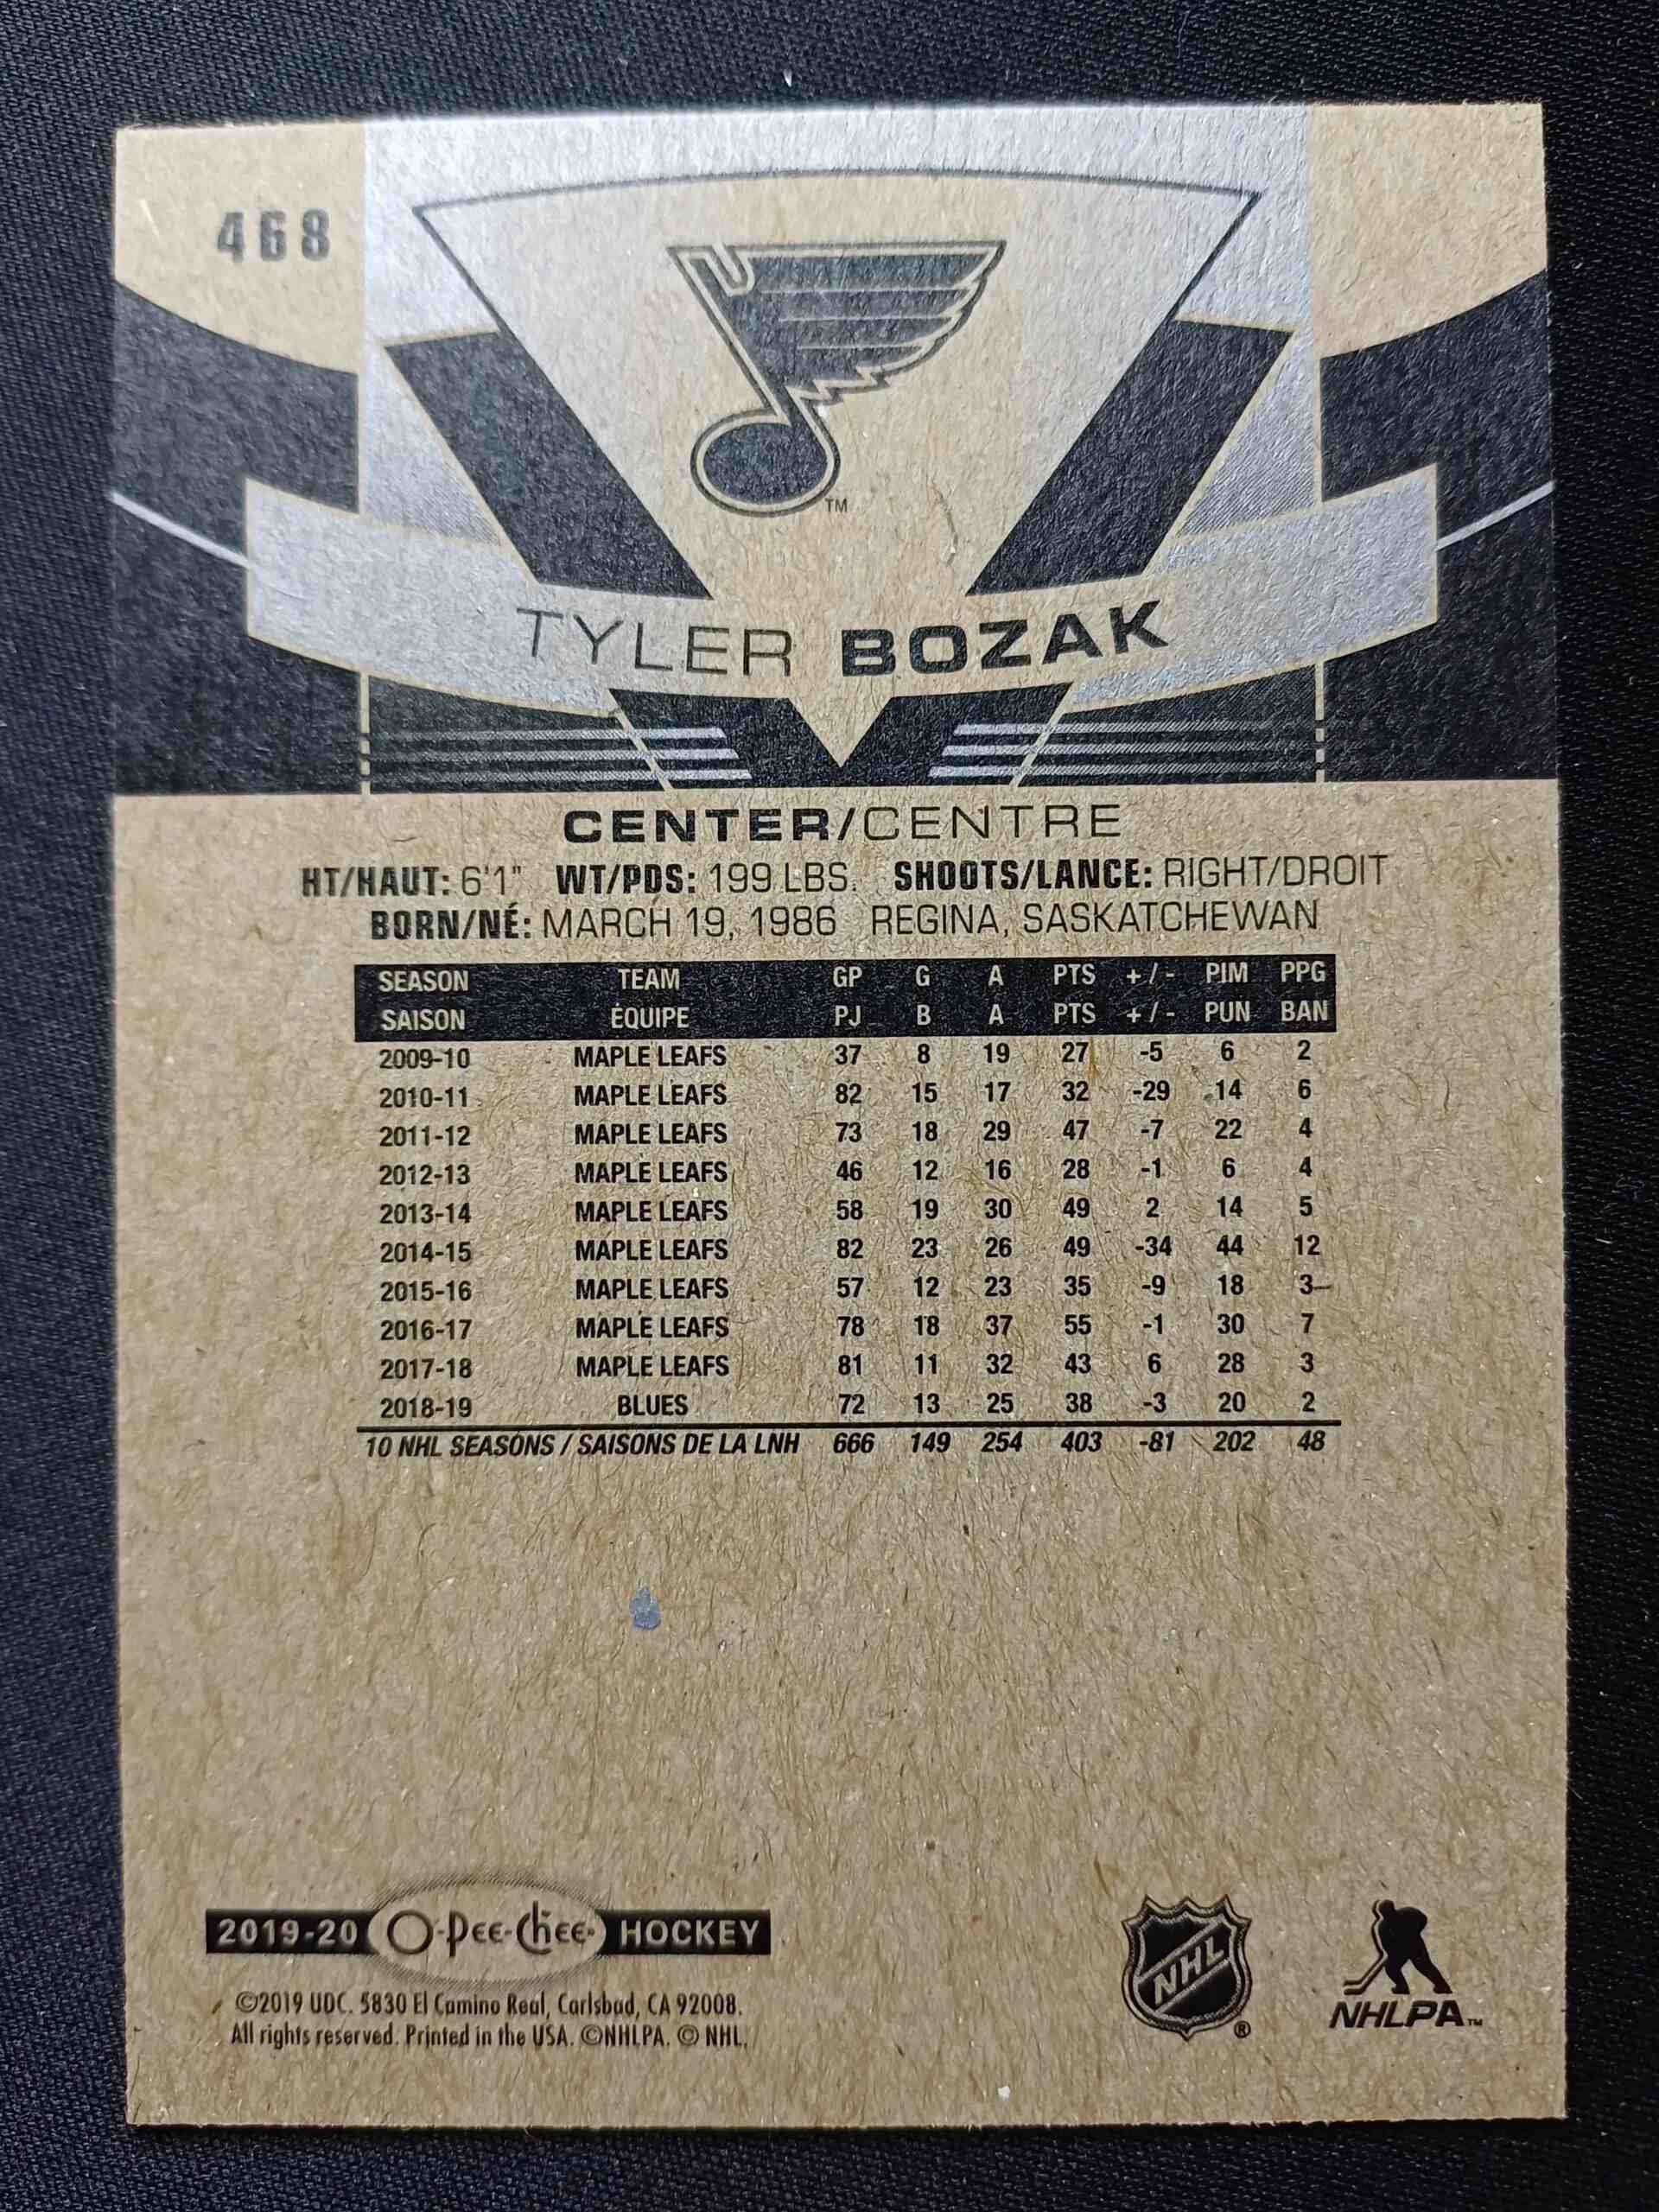 468
TM
TYLER BOZAK
CENTER/CENTRE
HT/HAUT: 6'1" WT/PDS: 199 LBS. SHOOTS/LANCE: RIGHT/DROIT
BORN/NÉ: MARCH 19, 1986 REGINA, SASKATCHEWAN
SEASON TEAM GP G A PTS +/- PIM PPG
SAISON ÉQUIPE PJ B A PTS +/- PUN BAN
2009-10 MAPLE LEAFS 37 8 19 27 -5 6 2
2010-11 MAPLE LEAFS 82 15 17 32 -29 14 6
2011-12 MAPLE LEAFS 73 18 29 47 -7 22 4
2012-13 MAPLE LEAFS 46 12 16 28 -1 6 4
2013-14 MAPLE LEAFS 58 19 30 49 2 14 5
2014-15 MAPLE LEAFS 82 23 26 49 -34 44 12
2015-16 MAPLE LEAFS 57 12 23 35 -9 18 3
2016-17 MAPLE LEAFS 78 18 37 55 -1 30 7
2017-18 MAPLE LEAFS 81 11 32 43 6 28 3
2018-19 BLUES 72 13 25 38 -3 20 2
10 NHL SEASONS / SAISONS DE LA LNH 666 149 254 403 -81 202 48
2019-20 O-Pee-Chee HOCKEY
©2019 UDC. 5830 El Camino Real, Carlsbad, CA 92008.
All rights reserved. Printed in the USA. ©NHLPA. © NHL.
NHL ®
NHLPA™